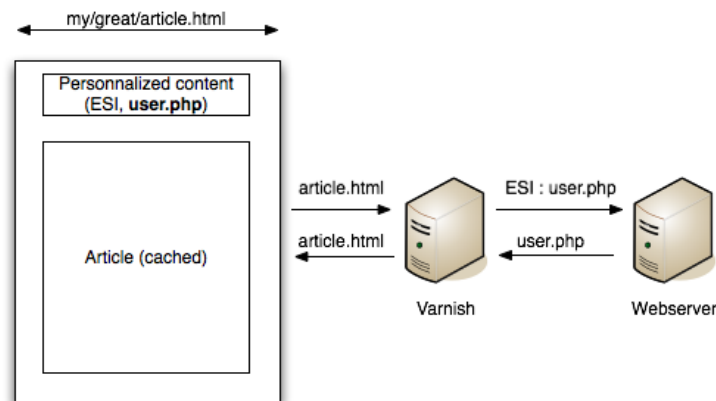 my/great/article.html
Personnalized content
(ESI, user.php)
Article (cached)
article.html
article.html
ESI : user.php
user.php
Varnish
Webserver